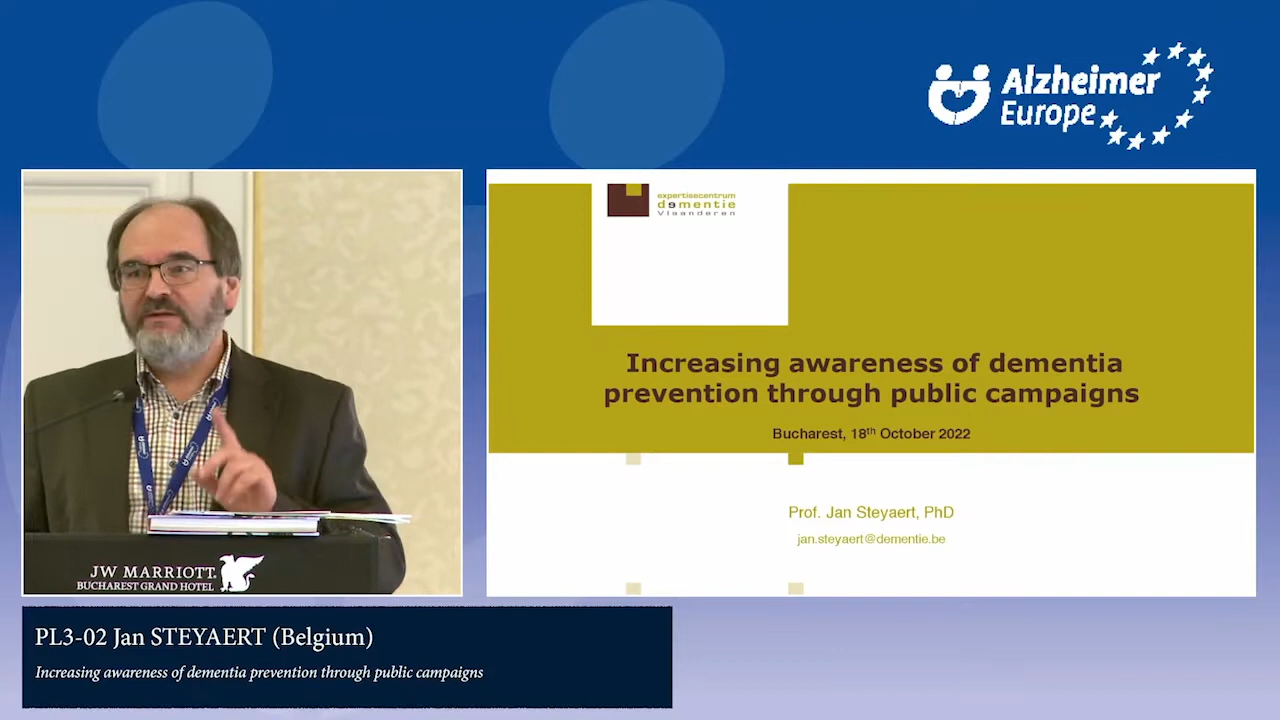 Alzheimer
Europe
expertisecentrum
dementie
Vlaanderen
Increasing awareness of dementia
prevention through public campaigns
Bucharest, 18th October 2022
Prof. Jan Steyaert, PhD
jan.steyaert@dementie.be
JW MARRIOTT.
BUCHAREST GRAND HOTEL
PL3-02 Jan STEYAERT (Belgium)
Increasing awareness of dementia prevention through public campaigns